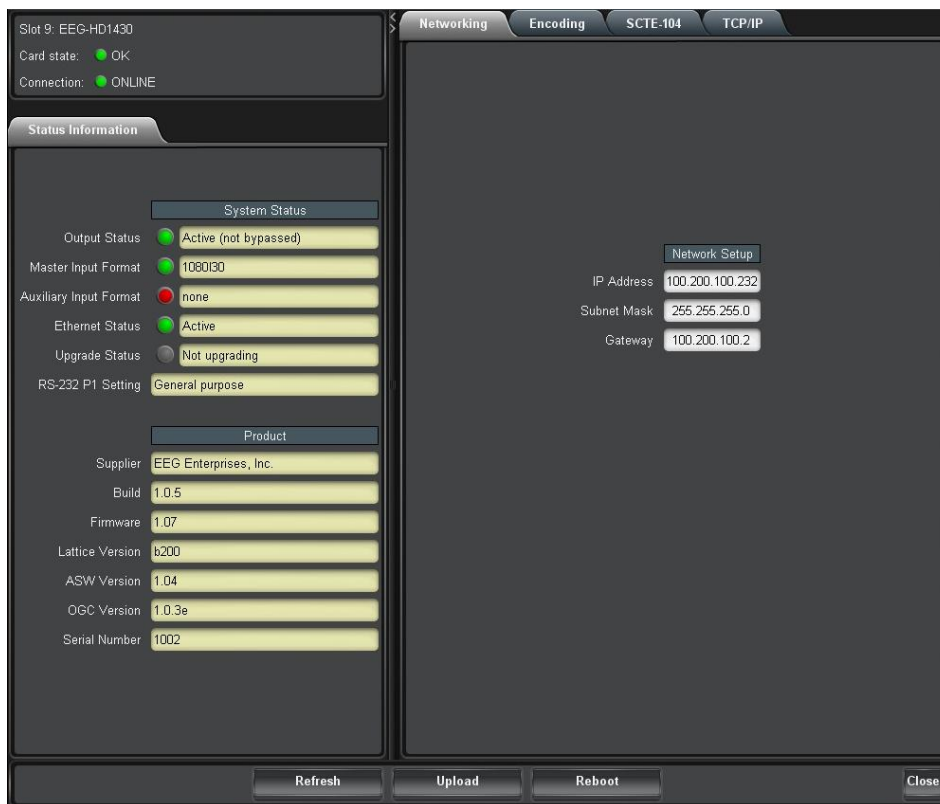 Slot 9: EEG-HD1430
Card state: OK
Connection: ONLINE
Status Information
System Status
Output Status Active (not bypassed)
Master Input Format 1080I30
Auxiliary Input Format none
Ethernet Status Active
Upgrade Status Not upgrading
RS-232 P1 Setting General purpose
Product
Supplier EEG Enterprises, Inc.
Build 1.0.5
Firmware 1.07
Lattice Version b200
ASW Version 1.04
OGC Version 1.0.3e
Serial Number 1002
Networking Encoding SCTE-104 TCP/IP
Network Setup
IP Address 100.200.100.232
Subnet Mask 255.255.255.0
Gateway 100.200.100.2
Refresh Upload Reboot Close